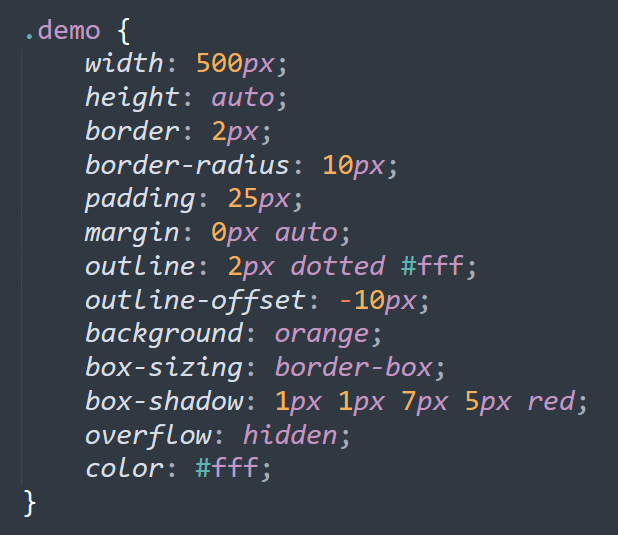 .demo {
    width: 500px;
    height: auto;
    border: 2px;
    border-radius: 10px;
    padding: 25px;
    margin: 0px auto;
    outline: 2px dotted #fff;
    outline-offset: -10px;
    background: orange;
    box-sizing: border-box;
    box-shadow: 1px 1px 7px 5px red;
    overflow: hidden;
    color: #fff;
}